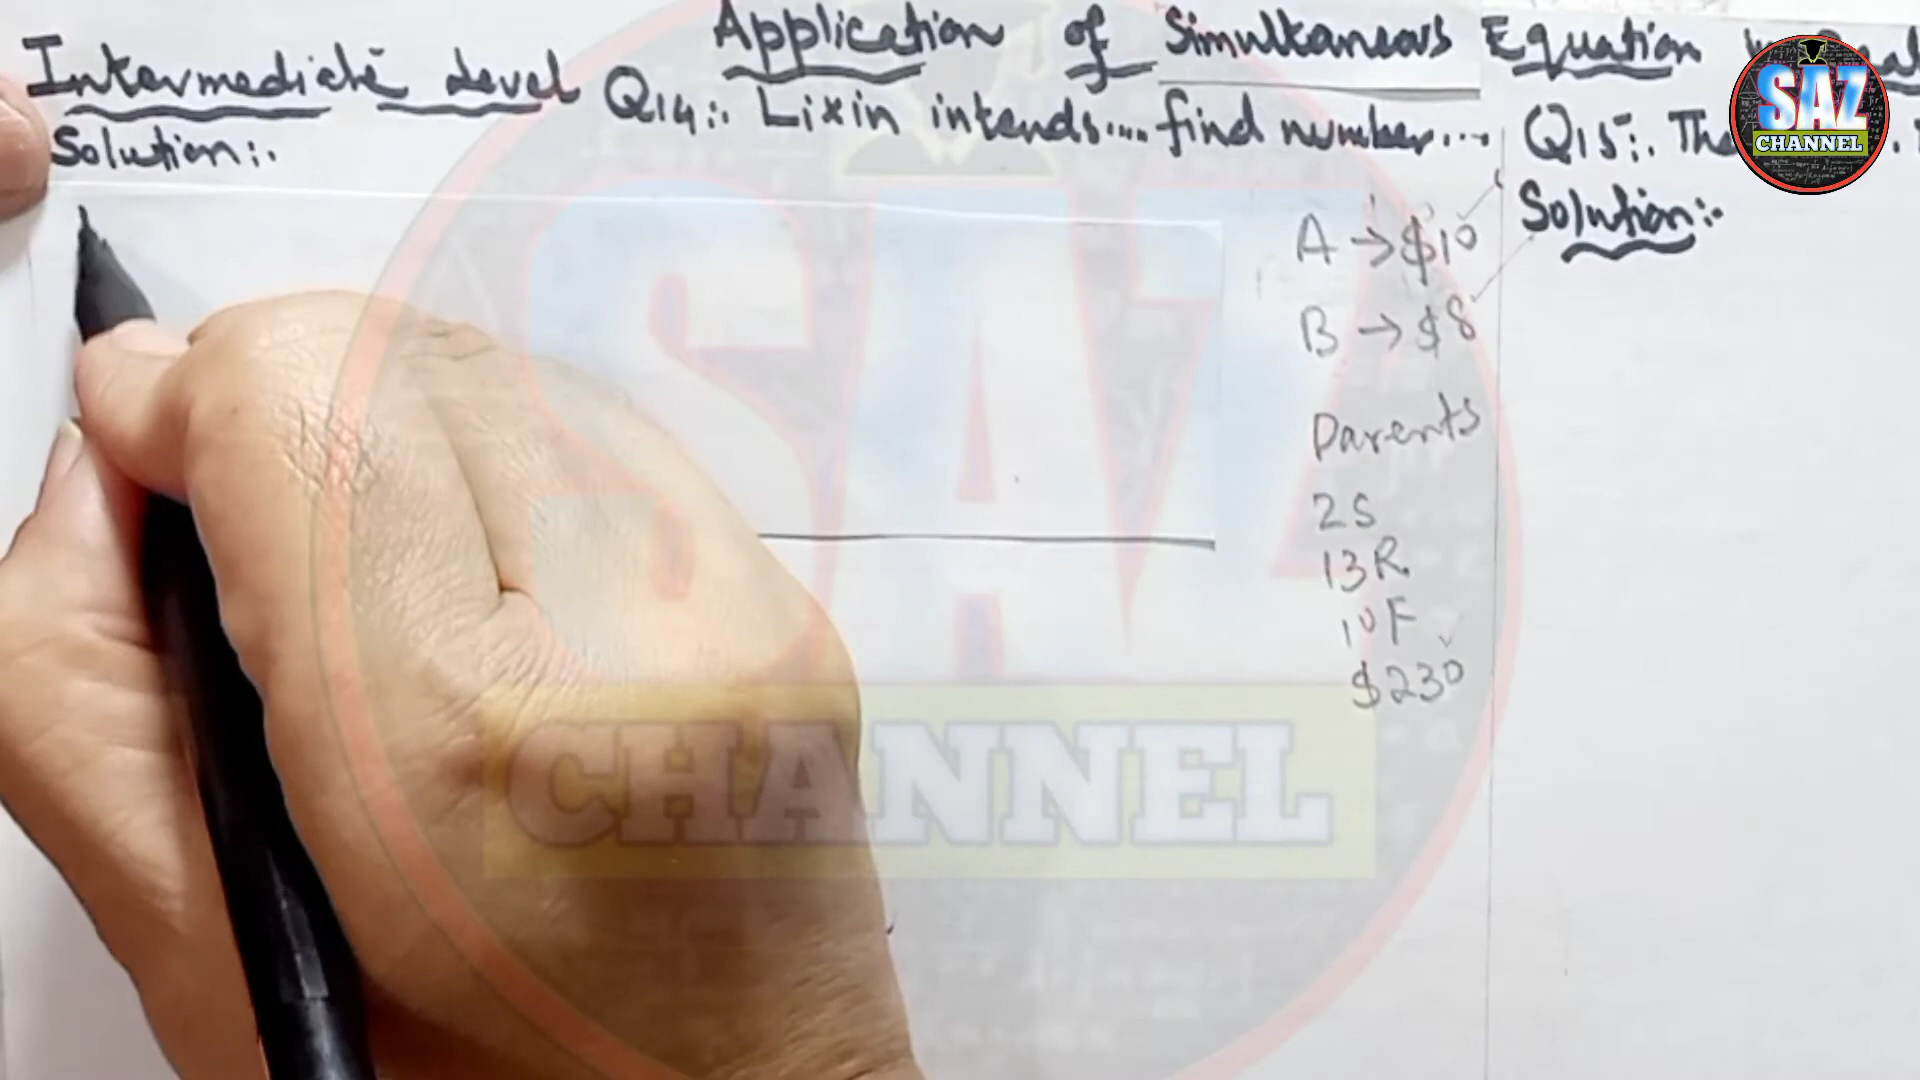 Application of Simultaneous Equation
Intermediate Level
Q14:. Lixin intends.... find number....
Q15:. The
Solution:.
Solution:.
A → $10
B → $8
Parents
2S
13R
10F
$230
SAZ
CHANNEL
SAZ
CHANNEL